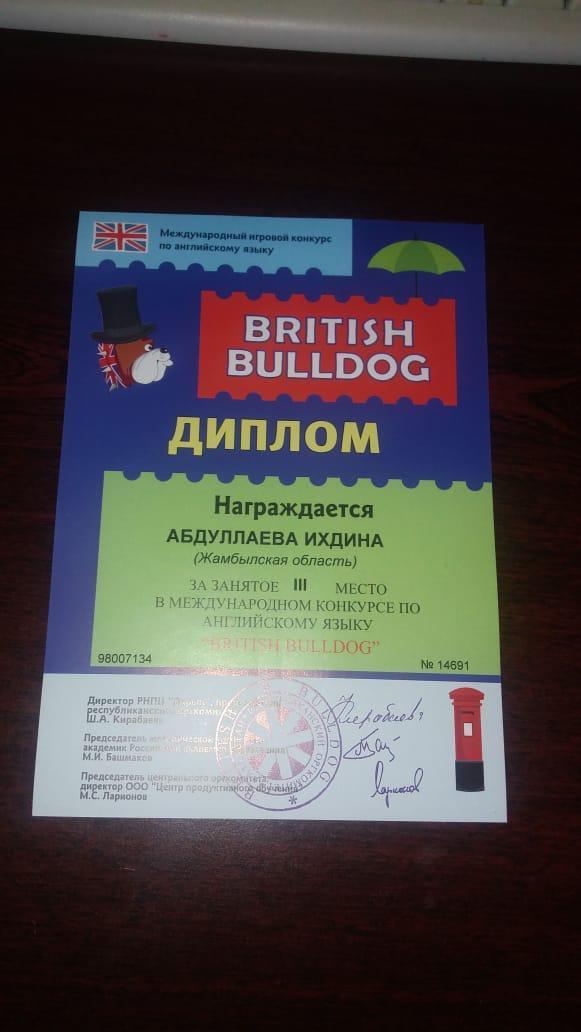 Международный игровой конкурс
по английскому языку
BRITISH
BULLDOG
ДИПЛОМ
Награждается
АБДУЛЛАЕВА ИХДИНА
(Жамбылская область)
ЗА ЗАНЯТОЕ III МЕСТО
В МЕЖДУНАРОДНОМ КОНКУРСЕ ПО
АНГЛИЙСКОМУ ЯЗЫКУ
"BRITISH BULLDOG"
98007134
№ 14691
Директор РНПЦ
республиканского
Ш.А. Кирабаев
Председатель
академик
М.И. Башмаков
Председатель центрального оргкомитета,
директор ООО "Центр продуктивного обучения"
М.С. Ларионов
BULLDOG